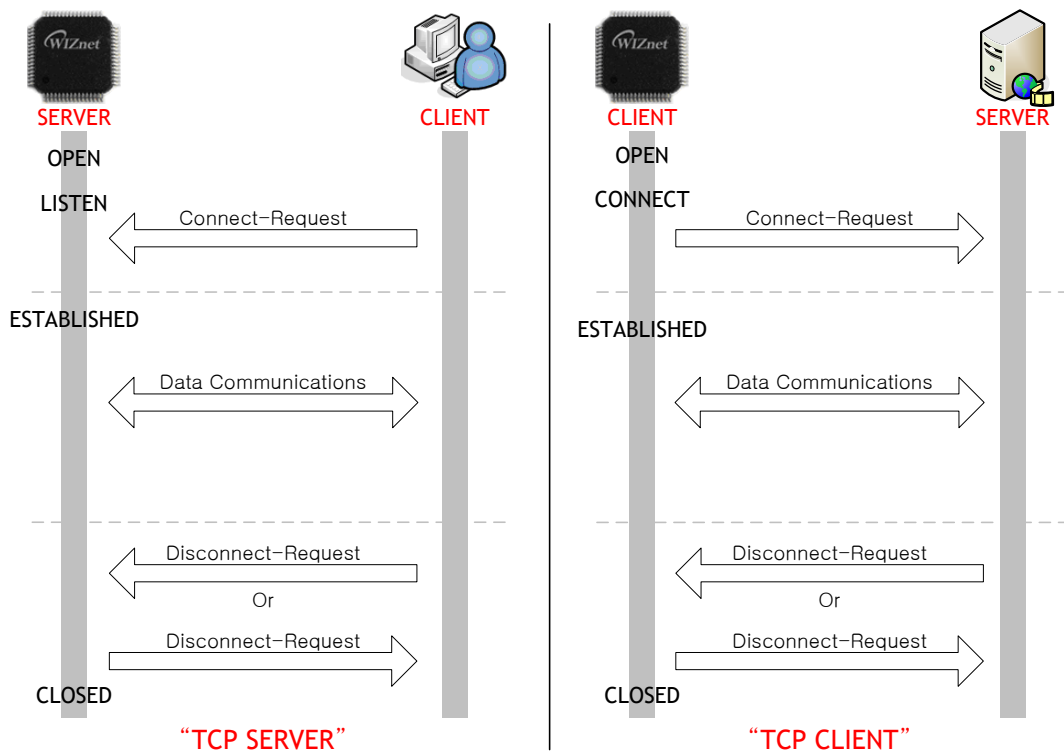 WIZnet
SERVER
CLIENT
OPEN
LISTEN
Connect-Request
ESTABLISHED
Data Communications
Disconnect-Request
Or
Disconnect-Request
CLOSED
“TCP SERVER”
WIZnet
CLIENT
SERVER
OPEN
CONNECT
Connect-Request
ESTABLISHED
Data Communications
Disconnect-Request
Or
Disconnect-Request
CLOSED
“TCP CLIENT”